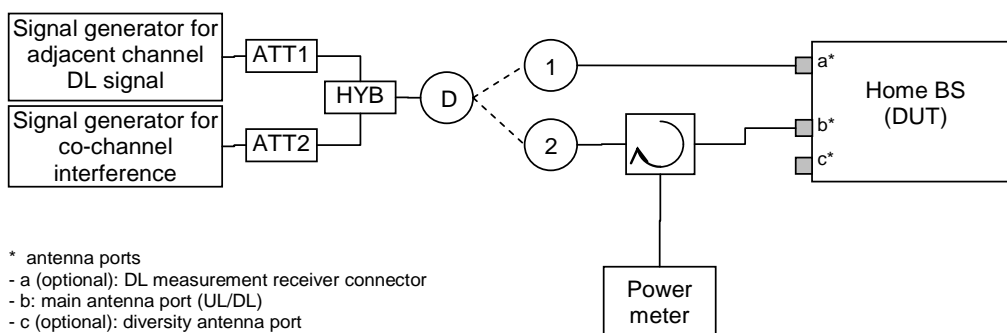 Signal generator for
adjacent channel
DL signal
ATT1
HYB
Signal generator for
co-channel
interference
ATT2
D
1
2
a*
b*
c*
Home BS
(DUT)
Power
meter
* antenna ports
- a (optional): DL measurement receiver connector
- b: main antenna port (UL/DL)
- c (optional): diversity antenna port